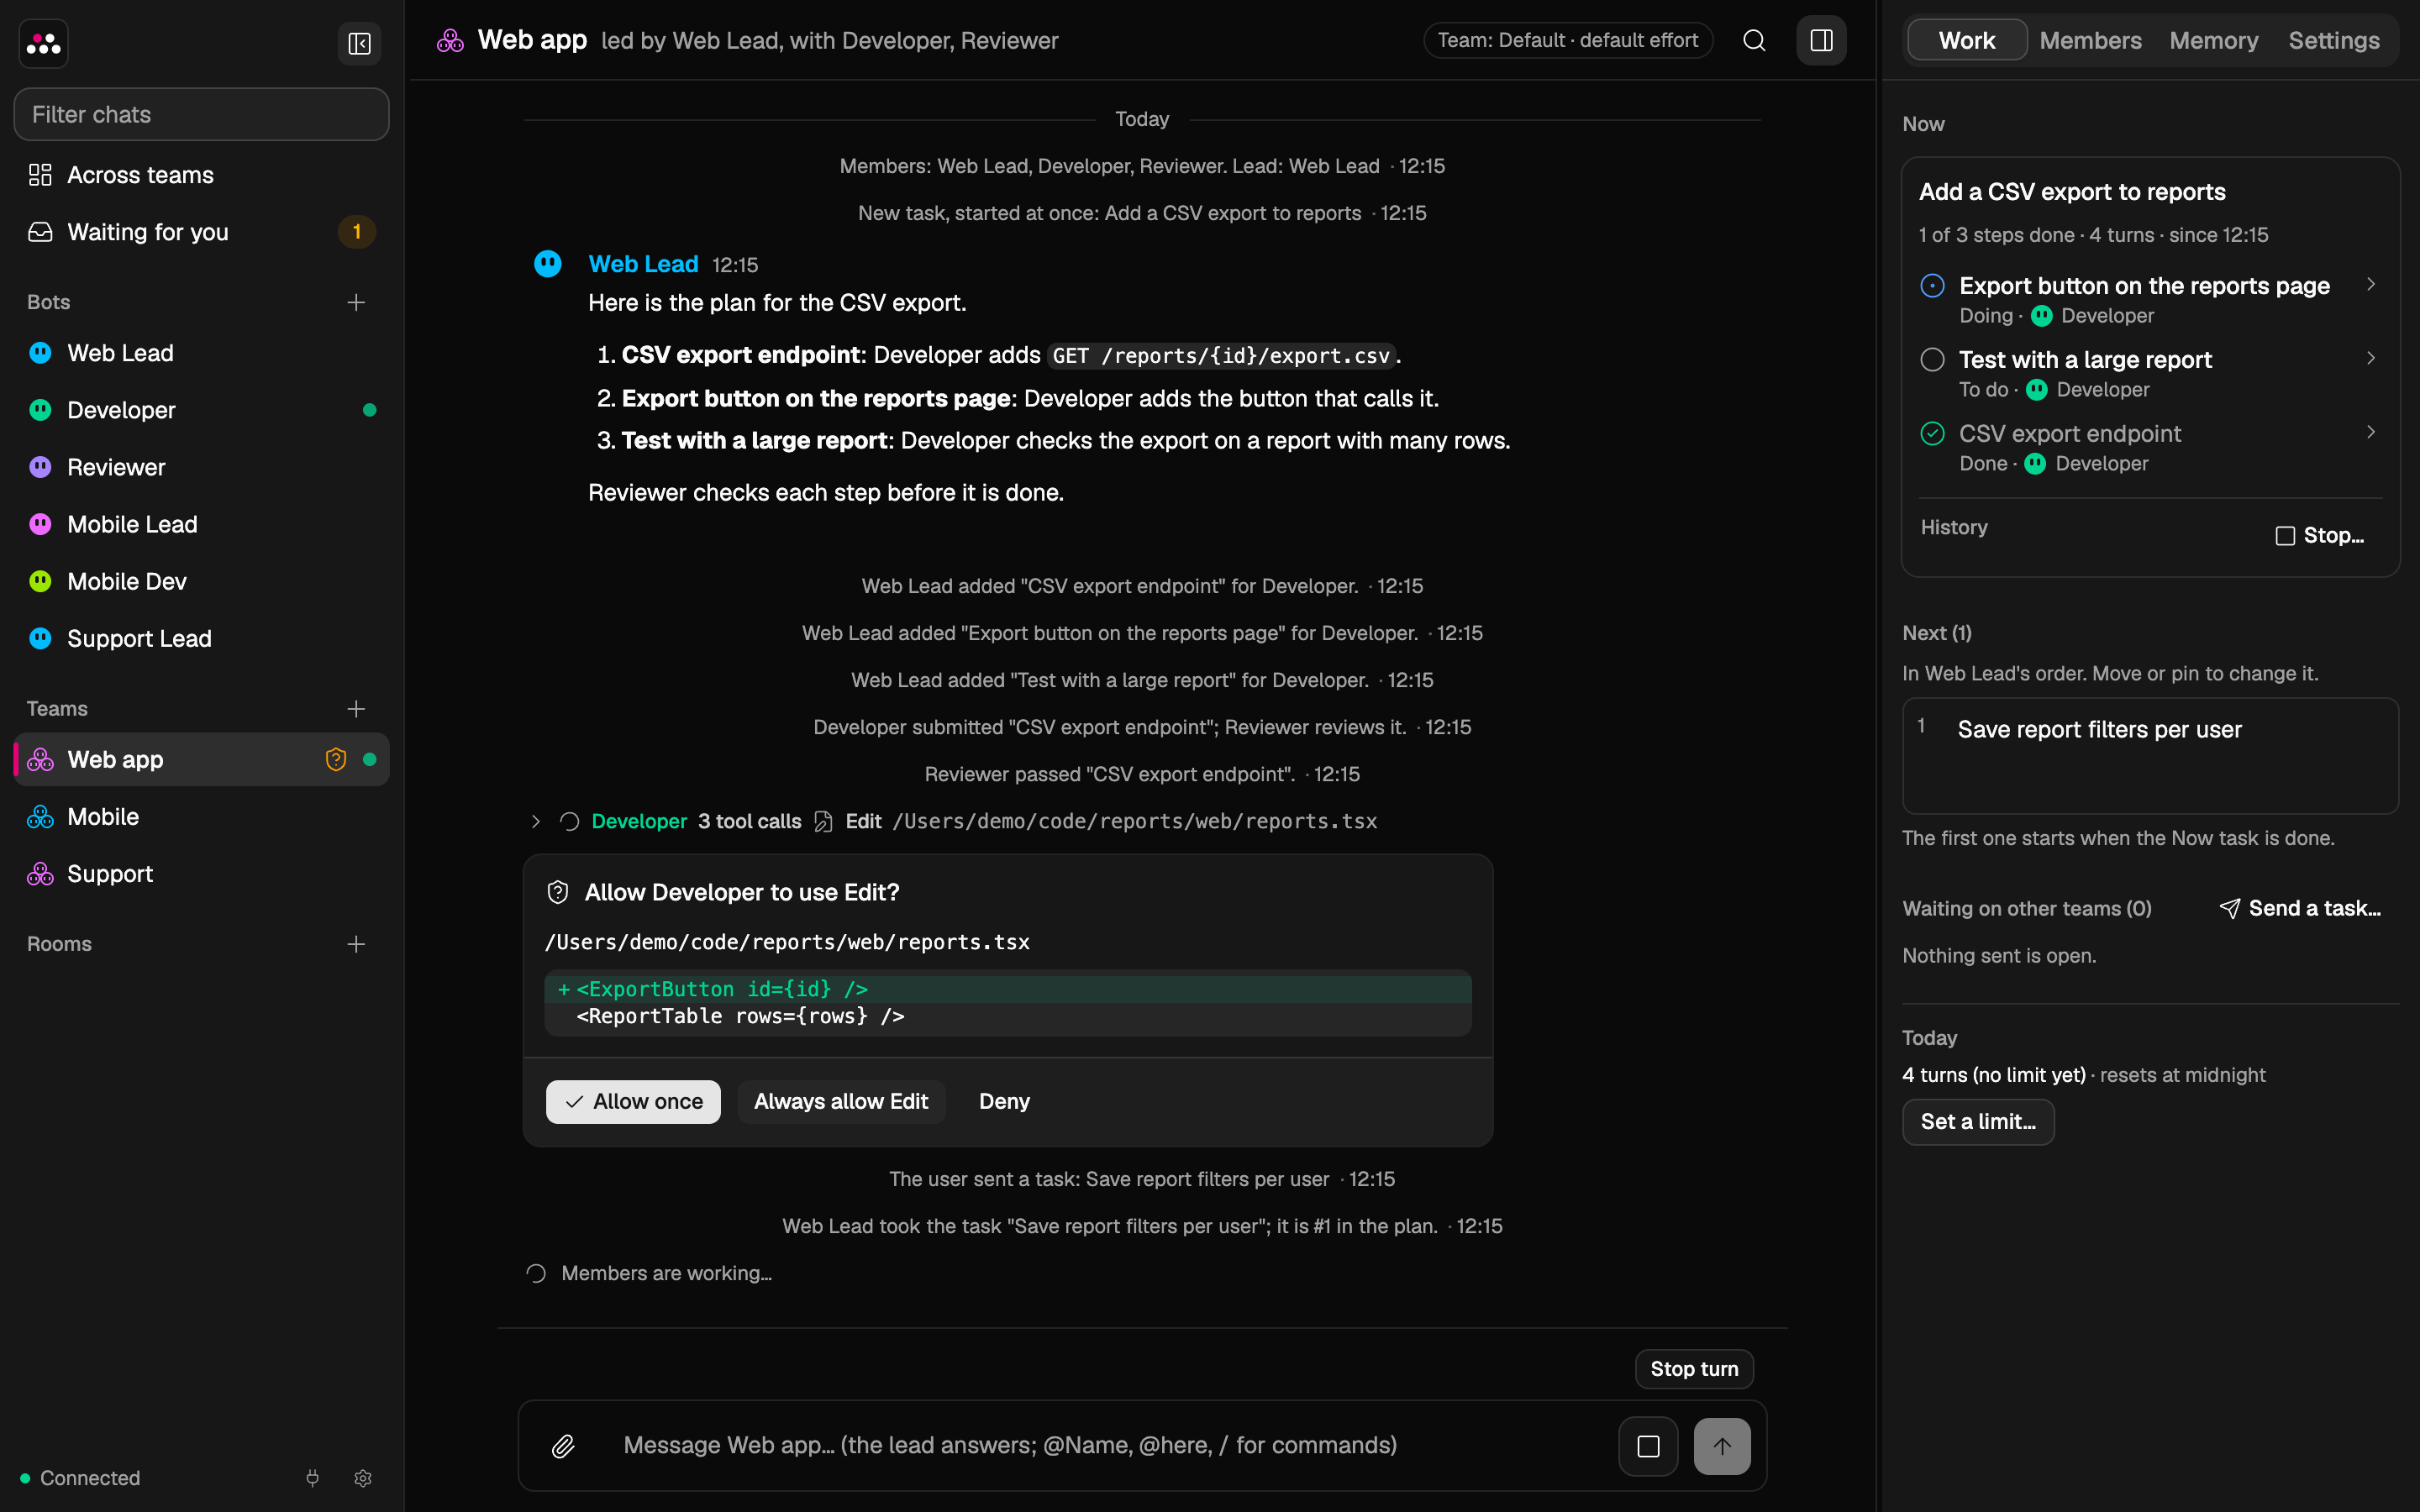 Filter chats
Across teams
Waiting for you 1
Bots
Web Lead
Developer
Reviewer
Mobile Lead
Mobile Dev
Support Lead
Teams
Web app
Mobile
Support
Rooms
Connected
Web app led by Web Lead, with Developer, Reviewer
Team: Default · default effort
Today
Members: Web Lead, Developer, Reviewer. Lead: Web Lead · 12:15
New task, started at once: Add a CSV export to reports · 12:15
Web Lead 12:15
Here is the plan for the CSV export.
1. CSV export endpoint: Developer adds GET /reports/{id}/export.csv.
2. Export button on the reports page: Developer adds the button that calls it.
3. Test with a large report: Developer checks the export on a report with many rows.
Reviewer checks each step before it is done.
Web Lead added "CSV export endpoint" for Developer. · 12:15
Web Lead added "Export button on the reports page" for Developer. · 12:15
Web Lead added "Test with a large report" for Developer. · 12:15
Developer submitted "CSV export endpoint"; Reviewer reviews it. · 12:15
Reviewer passed "CSV export endpoint". · 12:15
Developer 3 tool calls Edit /Users/demo/code/reports/web/reports.tsx
Allow Developer to use Edit?
/Users/demo/code/reports/web/reports.tsx
+ <ExportButton id={id} />
<ReportTable rows={rows} />
Allow once
Always allow Edit
Deny
The user sent a task: Save report filters per user · 12:15
Web Lead took the task "Save report filters per user"; it is #1 in the plan. · 12:15
Members are working...
Stop turn
Message Web app... (the lead answers; @Name, @here, / for commands)
Work
Members
Memory
Settings
Now
Add a CSV export to reports
1 of 3 steps done · 4 turns · since 12:15
Export button on the reports page
Doing · Developer
Test with a large report
To do · Developer
CSV export endpoint
Done · Developer
History
Stop...
Next (1)
In Web Lead's order. Move or pin to change it.
1 Save report filters per user
The first one starts when the Now task is done.
Waiting on other teams (0)
Send a task...
Nothing sent is open.
Today
4 turns (no limit yet) · resets at midnight
Set a limit...